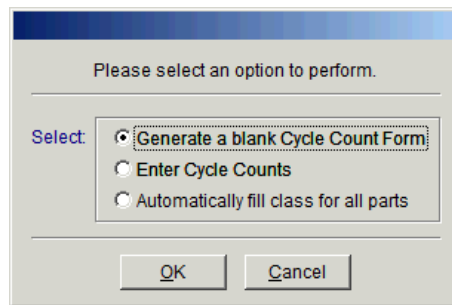 Please select an option to perform.
Select:
Generate a blank Cycle Count Form
Enter Cycle Counts
Automatically fill class for all parts
OK Cancel